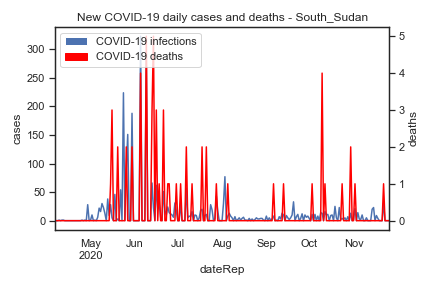 New COVID-19 daily cases and deaths - South_Sudan
COVID-19 infections
COVID-19 deaths
cases
300
250
200
150
100
50
0
deaths
5
4
3
2
1
0
May Jun Jul Aug Sep Oct Nov
2020
dateRep